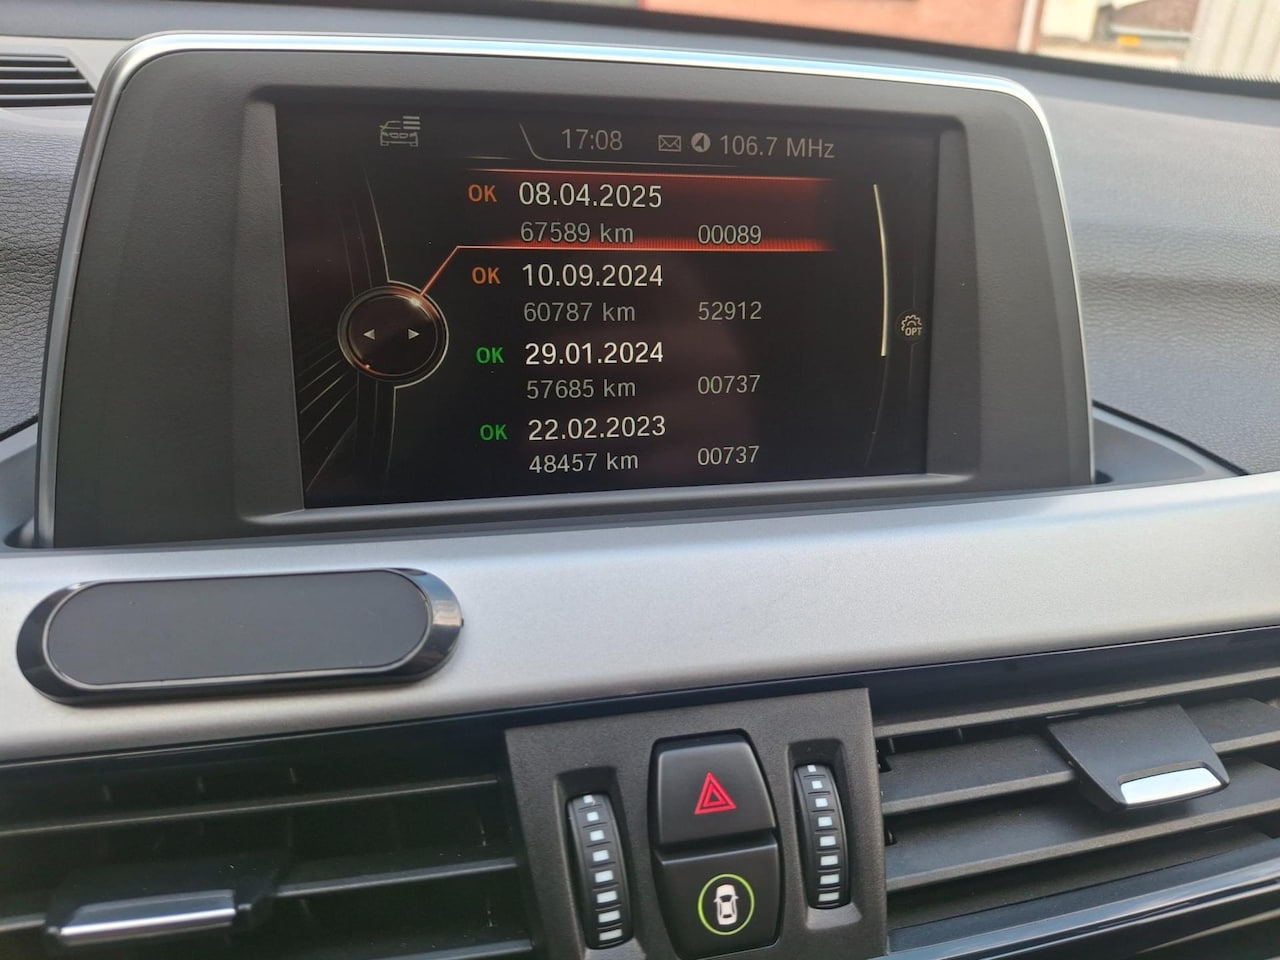 17:08 106.7 MHz
OK 08.04.2025
67589 km 00089
OK 10.09.2024
60787 km 52912
OK 29.01.2024
57685 km 00737
OK 22.02.2023
48457 km 00737
OPT